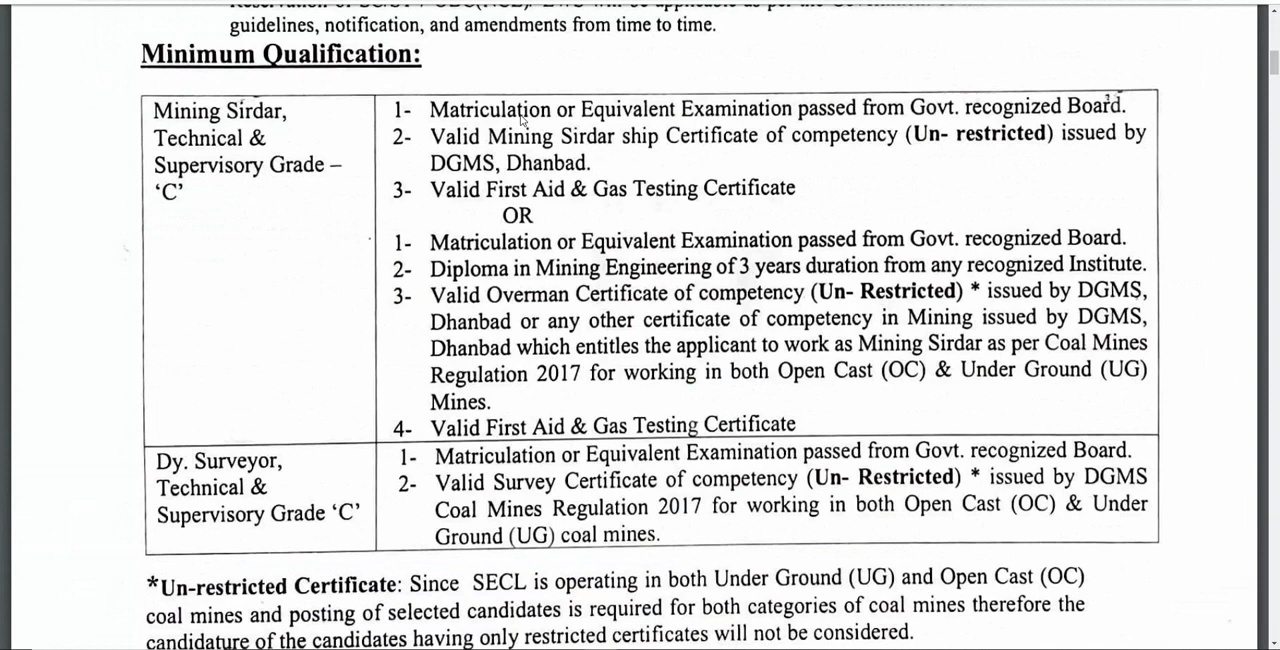 guidelines, notification, and amendments from time to time.
Minimum Qualification:
Mining Sirdar,
Technical &
Supervisory Grade –
‘C’
1- Matriculation or Equivalent Examination passed from Govt. recognized Board.
2- Valid Mining Sirdar ship Certificate of competency (Un- restricted) issued by
DGMS, Dhanbad.
3- Valid First Aid & Gas Testing Certificate
OR
1- Matriculation or Equivalent Examination passed from Govt. recognized Board.
2- Diploma in Mining Engineering of 3 years duration from any recognized Institute.
3- Valid Overman Certificate of competency (Un- Restricted) * issued by DGMS,
Dhanbad or any other certificate of competency in Mining issued by DGMS,
Dhanbad which entitles the applicant to work as Mining Sirdar as per Coal Mines
Regulation 2017 for working in both Open Cast (OC) & Under Ground (UG)
Mines.
4- Valid First Aid & Gas Testing Certificate
Dy. Surveyor,
Technical &
Supervisory Grade ‘C’
1- Matriculation or Equivalent Examination passed from Govt. recognized Board.
2- Valid Survey Certificate of competency (Un- Restricted) * issued by DGMS
Coal Mines Regulation 2017 for working in both Open Cast (OC) & Under
Ground (UG) coal mines.
*Un-restricted Certificate: Since SECL is operating in both Under Ground (UG) and Open Cast (OC)
coal mines and posting of selected candidates is required for both categories of coal mines therefore the
candidature of the candidates having only restricted certificates will not be considered.